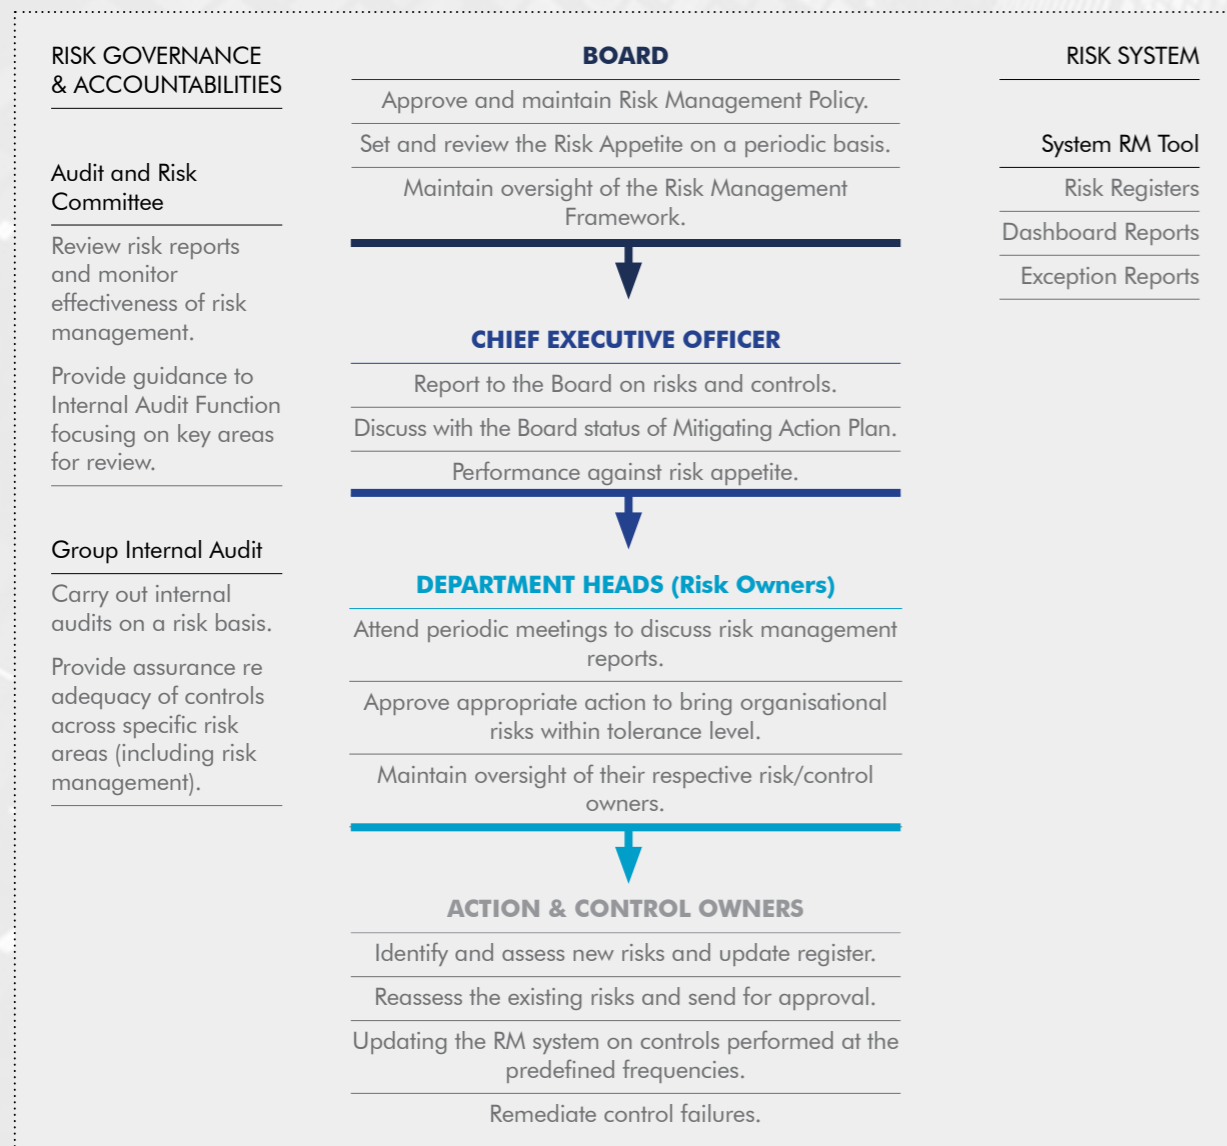 RISK GOVERNANCE
& ACCOUNTABILITIES
Audit and Risk
Committee
Review risk reports
and monitor
effectiveness of risk
management.
Provide guidance to
Internal Audit Function
focusing on key areas
for review.
Group Internal Audit
Carry out internal
audits on a risk basis.
Provide assurance re
adequacy of controls
across specific risk
areas (including risk
management).
BOARD
Approve and maintain Risk Management Policy.
Set and review the Risk Appetite on a periodic basis.
Maintain oversight of the Risk Management
Framework.
CHIEF EXECUTIVE OFFICER
Report to the Board on risks and controls.
Discuss with the Board status of Mitigating Action Plan.
Performance against risk appetite.
DEPARTMENT HEADS (Risk Owners)
Attend periodic meetings to discuss risk management
reports.
Approve appropriate action to bring organisational
risks within tolerance level.
Maintain oversight of their respective risk/control
owners.
ACTION & CONTROL OWNERS
Identify and assess new risks and update register.
Reassess the existing risks and send for approval.
Updating the RM system on controls performed at the
predefined frequencies.
Remediate control failures.
RISK SYSTEM
System RM Tool
Risk Registers
Dashboard Reports
Exception Reports